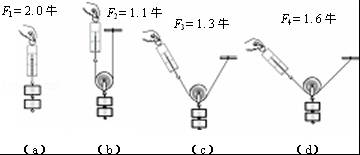 F₁=2.0 牛
F₂=1.1 牛
F₃=1.3 牛
F₄=1.6 牛
(a) (b) (c) (d)